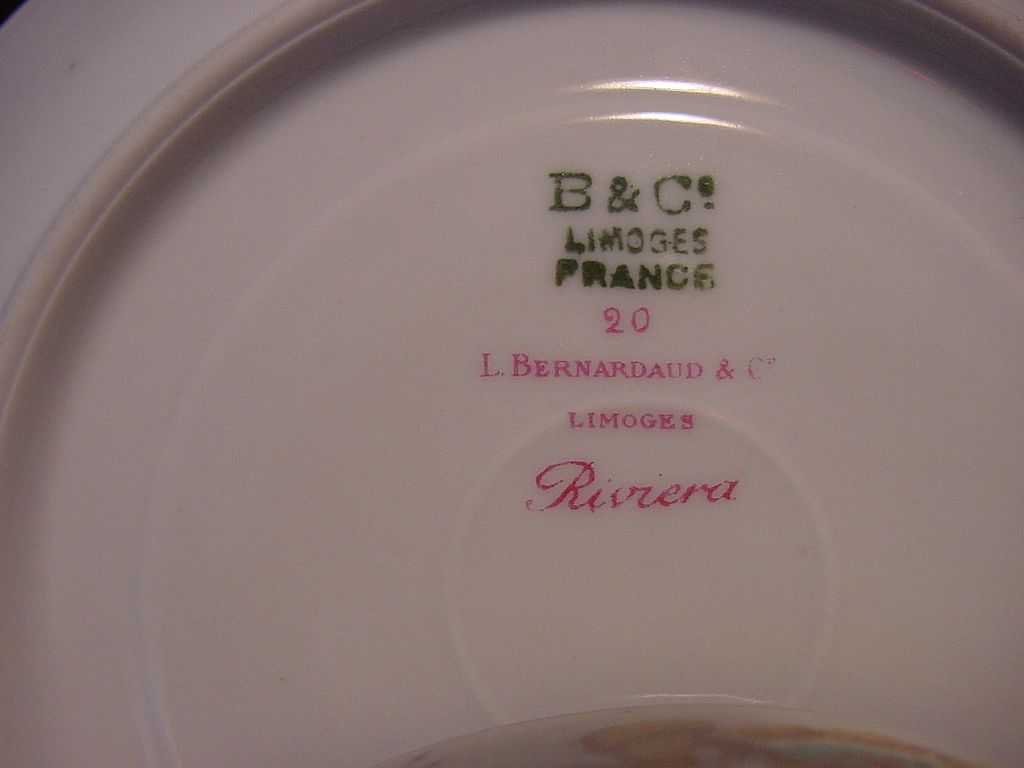 B & Cº
LIMOGES
FRANCE
20
L. BERNARDAUD & Cº
LIMOGES
Riviera